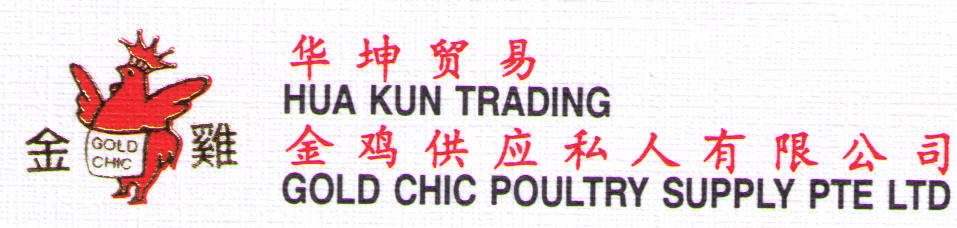 金 雞
GOLD
CHIC
华坤贸易
HUA KUN TRADING
金鸡供应私人有限公司
GOLD CHIC POULTRY SUPPLY PTE LTD